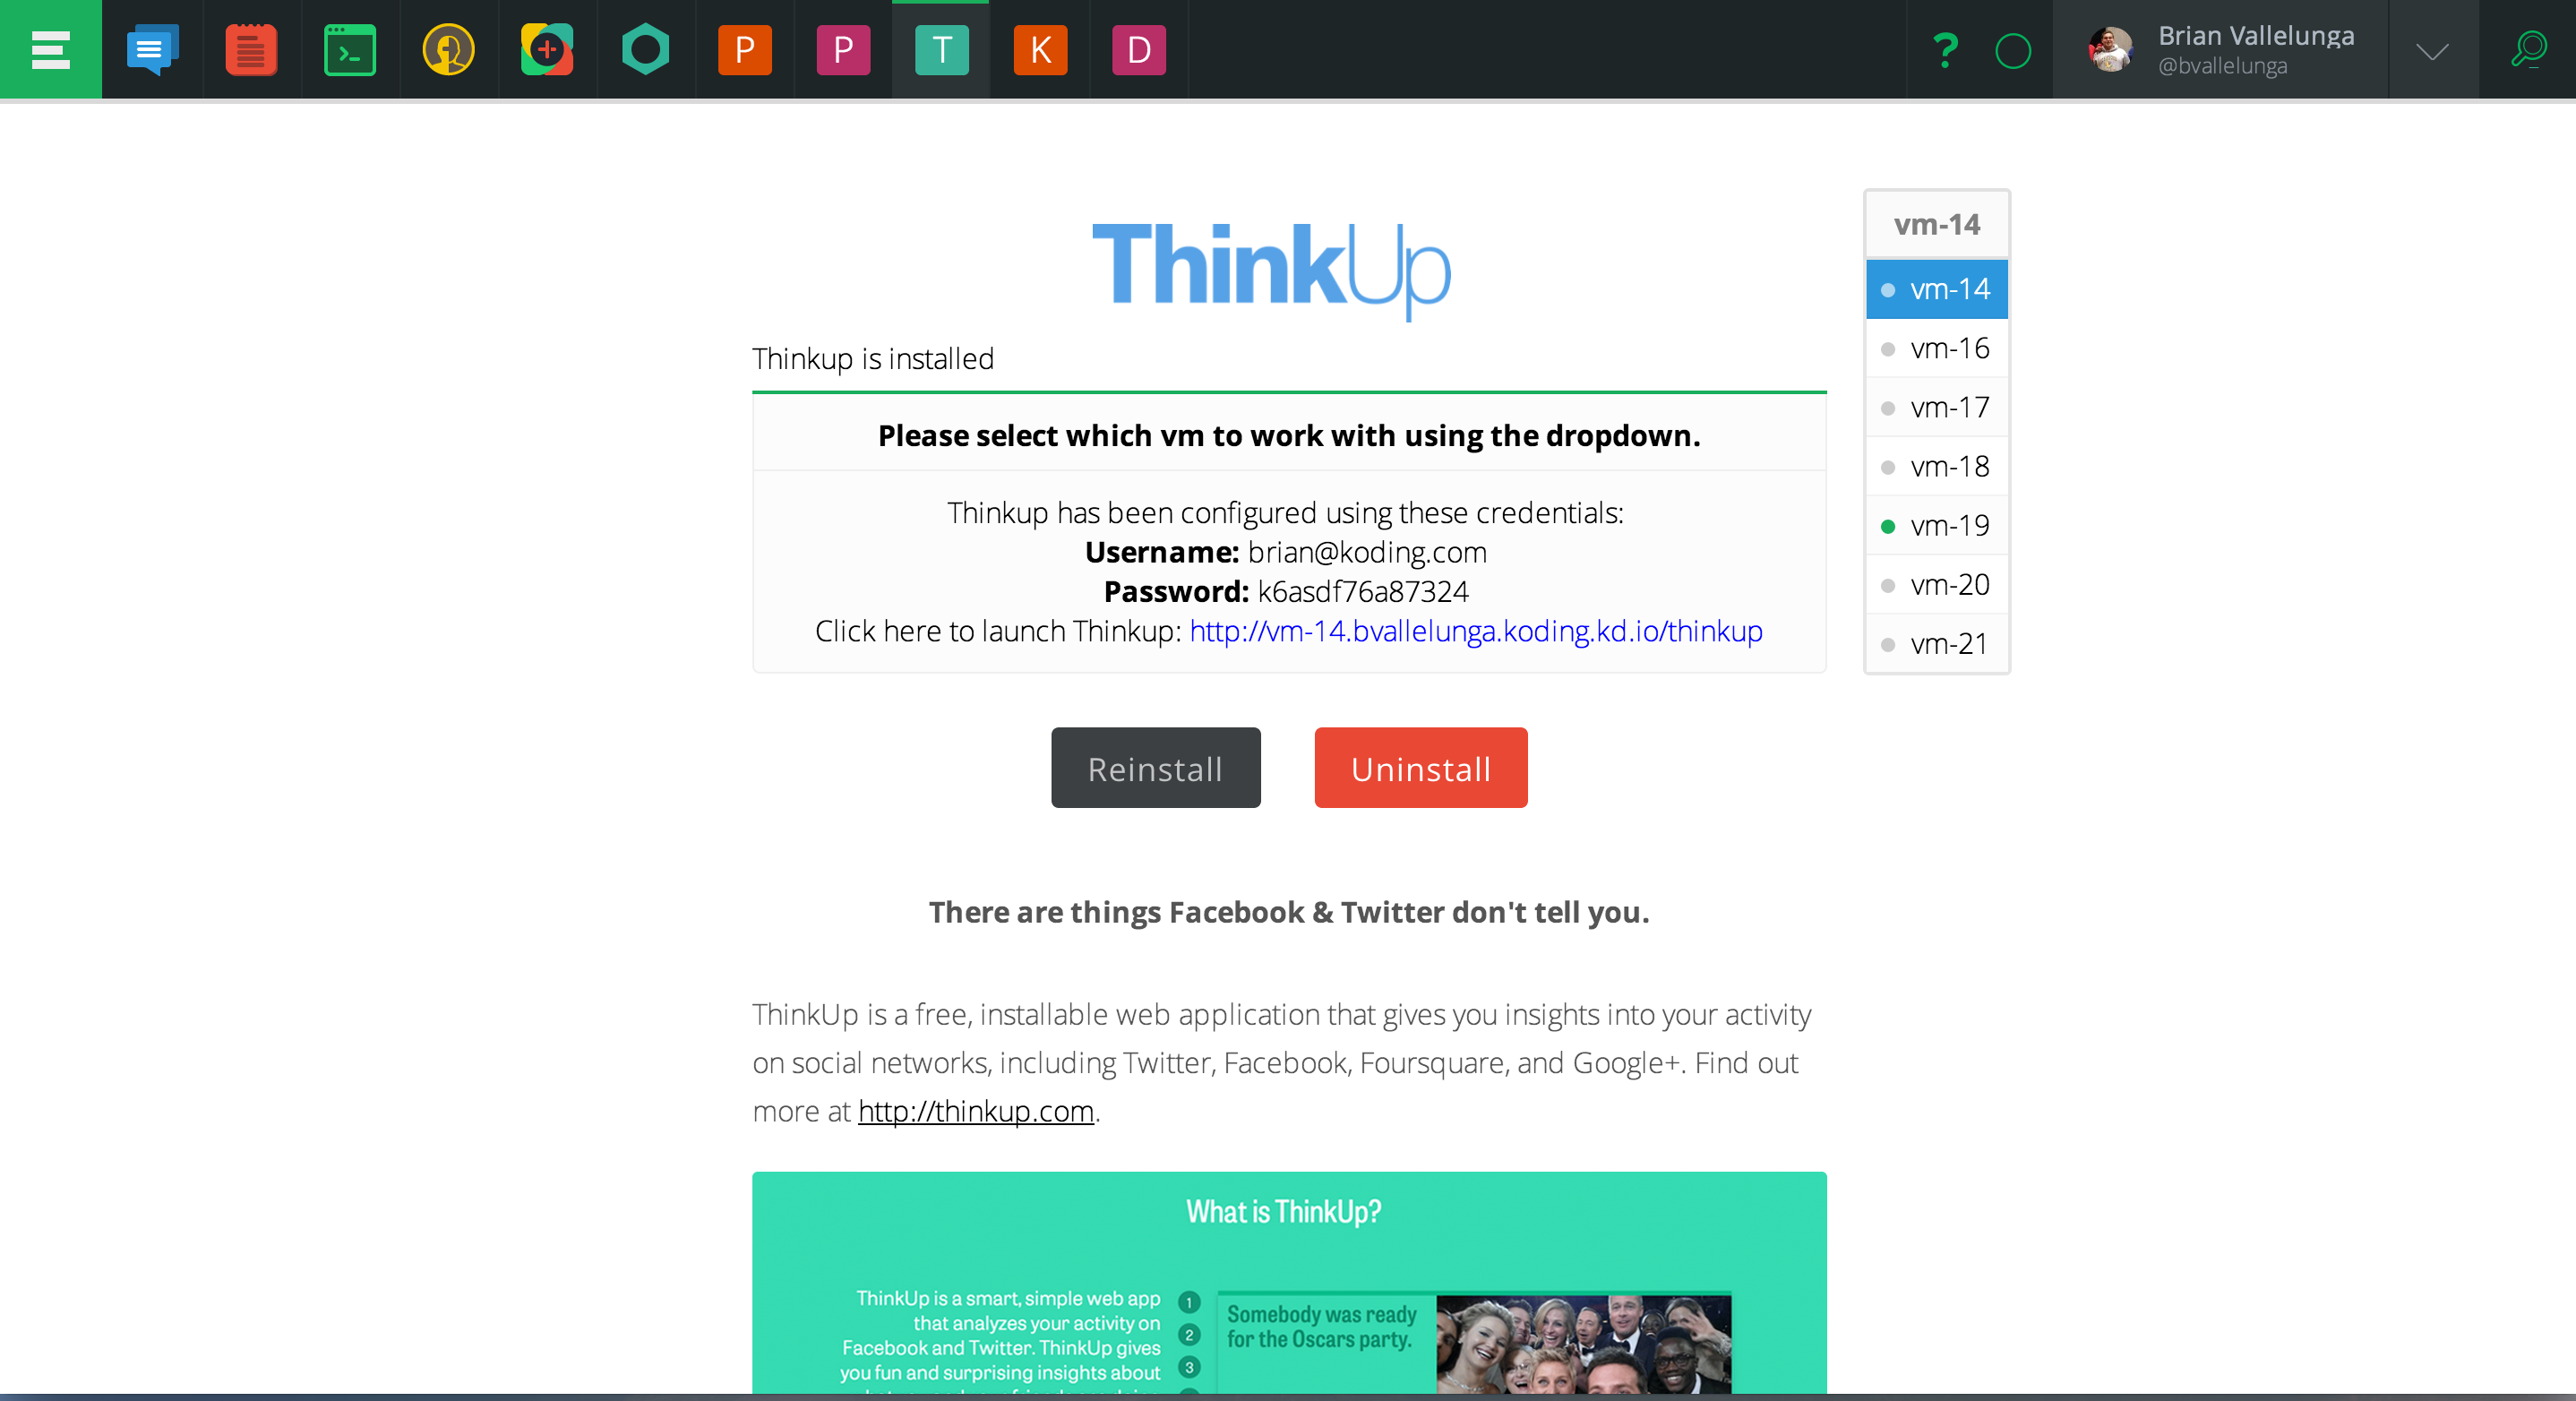 P
P
T
K
D
?
Brian Vallelunga
@bvallelunga
ThinkUp
vm-14
vm-14
vm-16
vm-17
vm-18
vm-19
vm-20
vm-21
Thinkup is installed
Please select which vm to work with using the dropdown.
Thinkup has been configured using these credentials:
Username: brian@koding.com
Password: k6asdf76a87324
Click here to launch Thinkup: http://vm-14.bvallelunga.koding.kd.io/thinkup
Reinstall
Uninstall
There are things Facebook & Twitter don't tell you.
ThinkUp is a free, installable web application that gives you insights into your activity
on social networks, including Twitter, Facebook, Foursquare, and Google+. Find out
more at http://thinkup.com.
What is ThinkUp?
ThinkUp is a smart, simple web app
that analyzes your activity on
Facebook and Twitter. ThinkUp gives
you fun and surprising insights about
1
2
3
Somebody was ready
for the Oscars party.